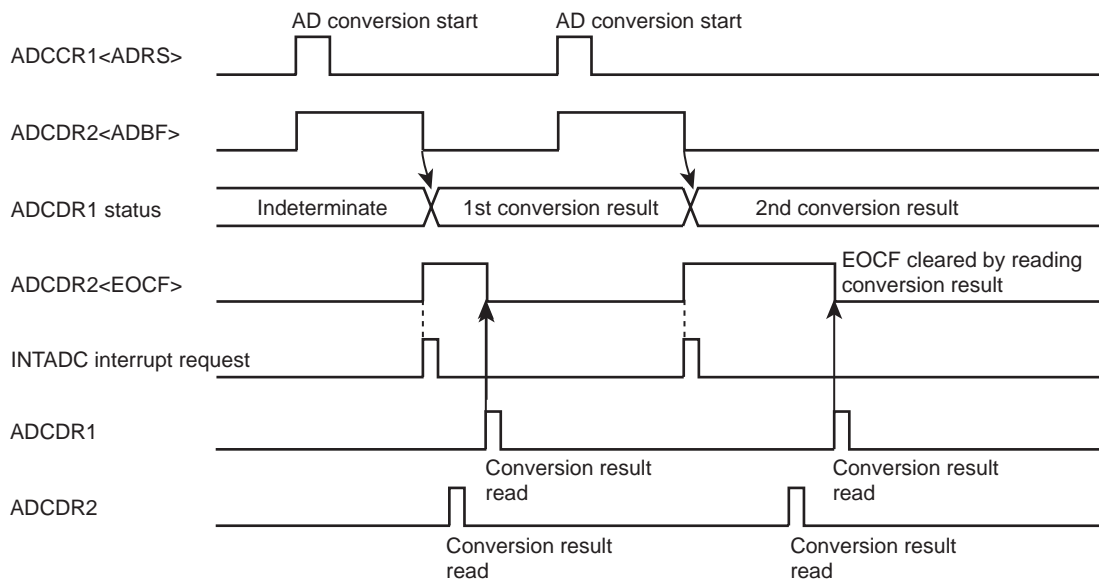 AD conversion start
AD conversion start
ADCCR1<ADRS>
ADCDR2<ADBF>
ADCDR1 status
Indeterminate
1st conversion result
2nd conversion result
ADCDR2<EOCF>
EOCF cleared by reading
conversion result
INTADC interrupt request
ADCDR1
Conversion result
read
Conversion result
read
ADCDR2
Conversion result
read
Conversion result
read